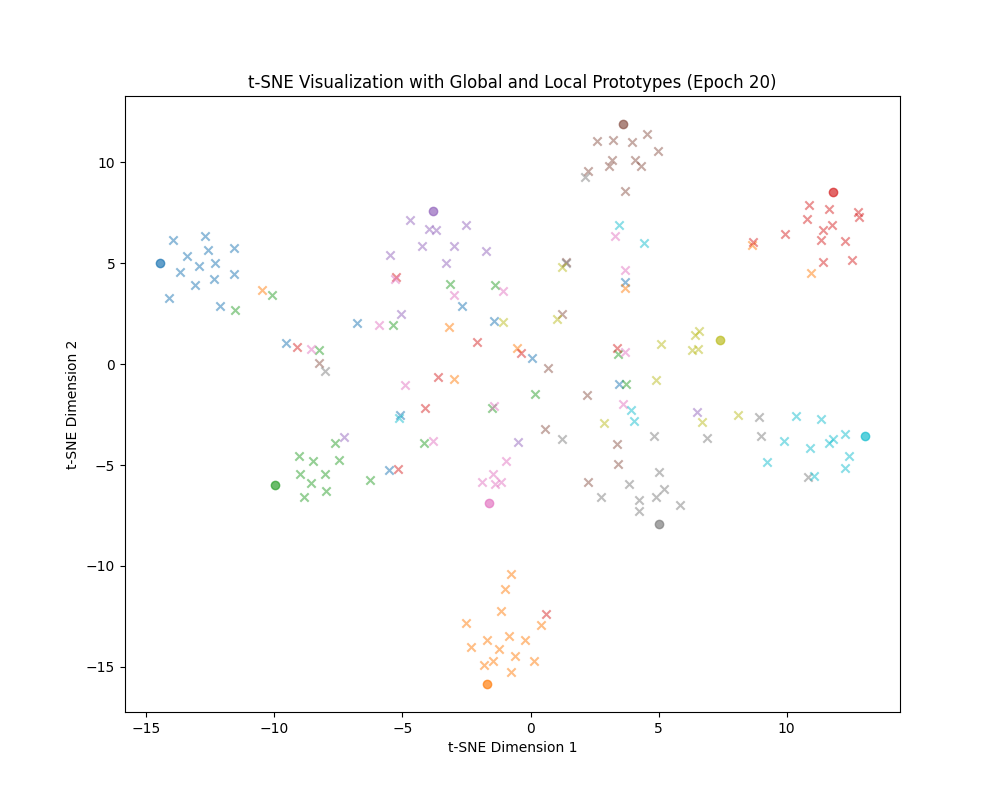 t-SNE Visualization with Global and Local Prototypes (Epoch 20)
10
5
0
−5
−10
−15
t-SNE Dimension 2
−15 −10 −5 0 5 10
t-SNE Dimension 1